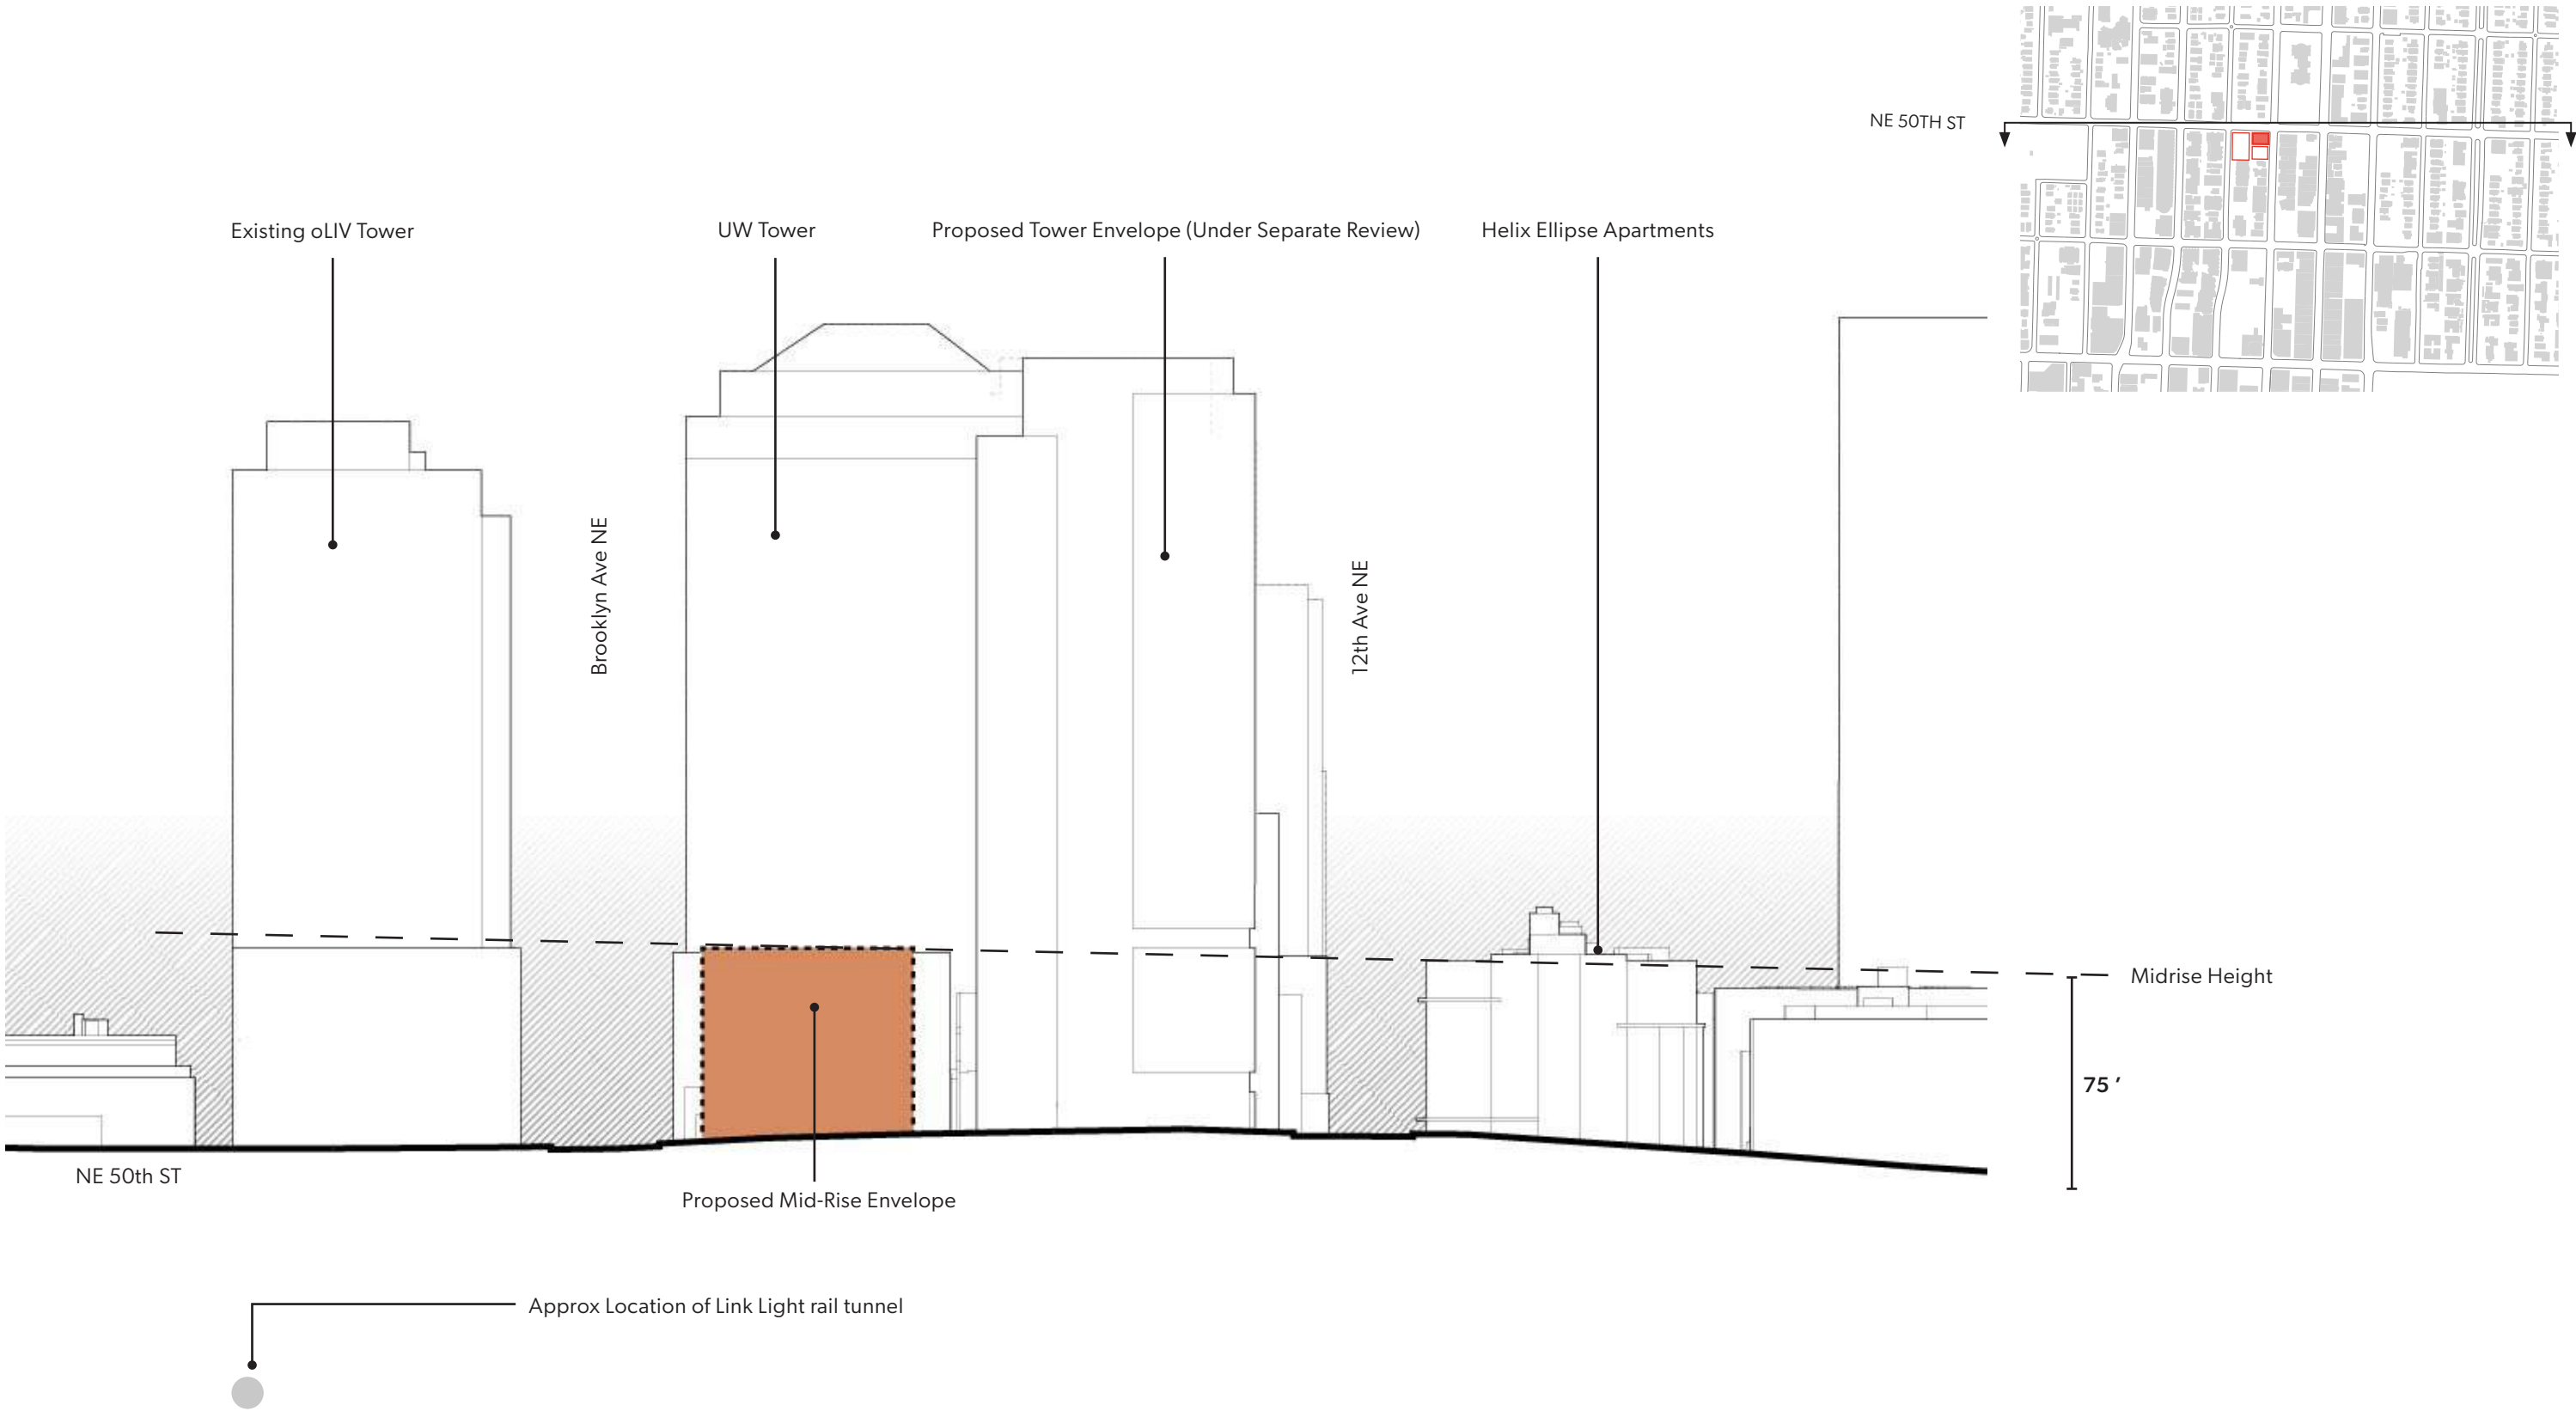 NE 50TH ST
Existing oLIV Tower
UW Tower
Proposed Tower Envelope (Under Separate Review)
Helix Ellipse Apartments
Brooklyn Ave NE
12th Ave NE
Midrise Height
75 ′
NE 50th ST
Proposed Mid-Rise Envelope
Approx Location of Link Light rail tunnel